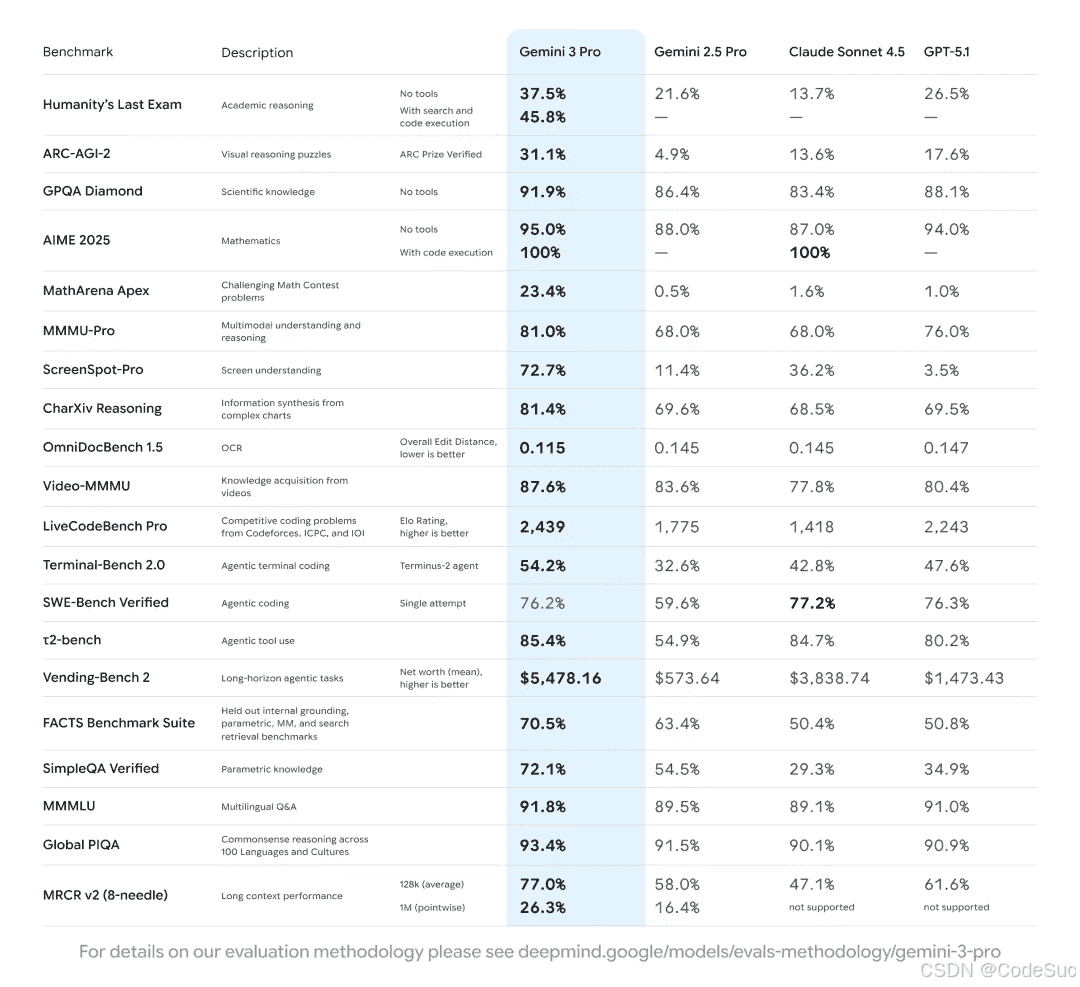 Benchmark Description Gemini 3 Pro Gemini 2.5 Pro Claude Sonnet 4.5 GPT-5.1
Humanity's Last Exam Academic reasoning No tools 37.5% 21.6% 13.7% 26.5%
With search and code execution 45.8% — — —
ARC-AGI-2 Visual reasoning puzzles ARC Prize Verified 31.1% 4.9% 13.6% 17.6%
GPQA Diamond Scientific knowledge No tools 91.9% 86.4% 83.4% 88.1%
AIME 2025 Mathematics No tools 95.0% 88.0% 87.0% 94.0%
With code execution 100% — 100% —
MathArena Apex Challenging Math Contest problems 23.4% 0.5% 1.6% 1.0%
MMMU-Pro Multimodal understanding and reasoning 81.0% 68.0% 68.0% 76.0%
ScreenSpot-Pro Screen understanding 72.7% 11.4% 36.2% 3.5%
CharXiv Reasoning Information synthesis from complex charts 81.4% 69.6% 68.5% 69.5%
OmniDocBench 1.5 OCR Overall Edit Distance, lower is better 0.115 0.145 0.145 0.147
Video-MMMU Knowledge acquisition from videos 87.6% 83.6% 77.8% 80.4%
LiveCodeBench Pro Competitive coding problems from Codeforces, ICPC, and IOI Elo Rating, higher is better 2,439 1,775 1,418 2,243
Terminal-Bench 2.0 Agentic terminal coding Terminus-2 agent 54.2% 32.6% 42.8% 47.6%
SWE-Bench Verified Agentic coding Single attempt 76.2% 59.6% 77.2% 76.3%
τ2-bench Agentic tool use 85.4% 54.9% 84.7% 80.2%
Vending-Bench 2 Long-horizon agentic tasks Net worth (mean), higher is better $5,478.16 $573.64 $3,838.74 $1,473.43
FACTS Benchmark Suite Held out internal grounding, parametric, MM, and search retrieval benchmarks 70.5% 63.4% 50.4% 50.8%
SimpleQA Verified Parametric knowledge 72.1% 54.5% 29.3% 34.9%
MMMLU Multilingual Q&A 91.8% 89.5% 89.1% 91.0%
Global PIQA Commonsense reasoning across 100 Languages and Cultures 93.4% 91.5% 90.1% 90.9%
MRCR v2 (8-needle) Long context performance 128k (average) 77.0% 58.0% 47.1% 61.6%
1M (pointwise) 26.3% 16.4% not supported not supported
For details on our evaluation methodology please see deepmind.google/models/evals-methodology/gemini-3-pro
CSDN @CodeSuc